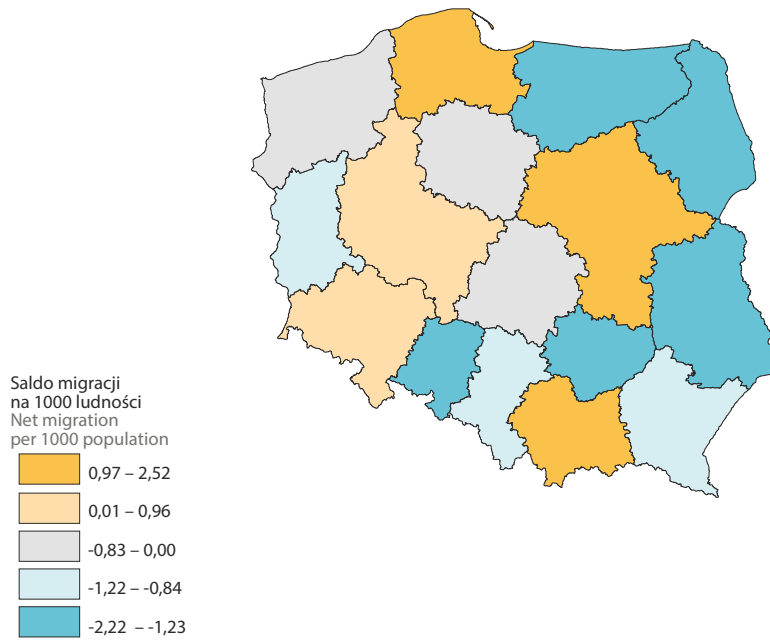 Saldo migracji
na 1000 ludności
Net migration
per 1000 population
0,97 – 2,52
0,01 – 0,96
-0,83 – 0,00
-1,22 – -0,84
-2,22 – -1,23